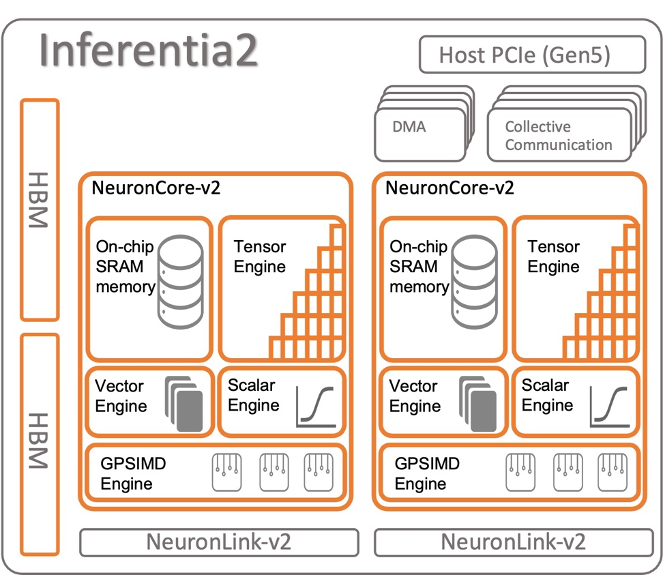 Inferentia2
Host PCIe (Gen5)
DMA
Collective
Communication
HBM
HBM
NeuronCore-v2
On-chip
SRAM
memory
Tensor
Engine
Vector
Engine
Scalar
Engine
GPSIMD
Engine
NeuronCore-v2
On-chip
SRAM
memory
Tensor
Engine
Vector
Engine
Scalar
Engine
GPSIMD
Engine
NeuronLink-v2
NeuronLink-v2